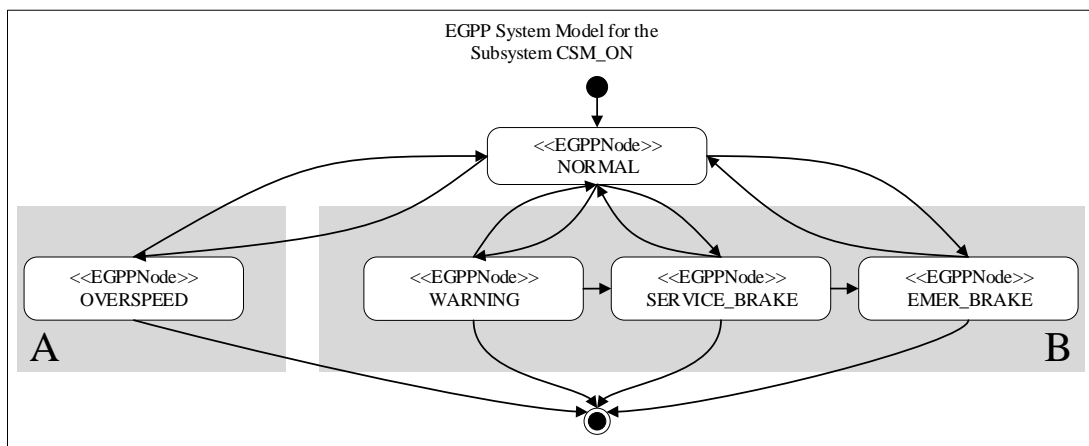 EGPP System Model for the
Subsystem CSM_ON
<<EGPPNode>>
NORMAL
<<EGPPNode>>
OVERSPEED
<<EGPPNode>>
WARNING
<<EGPPNode>>
SERVICE_BRAKE
<<EGPPNode>>
EMER_BRAKE
A
B